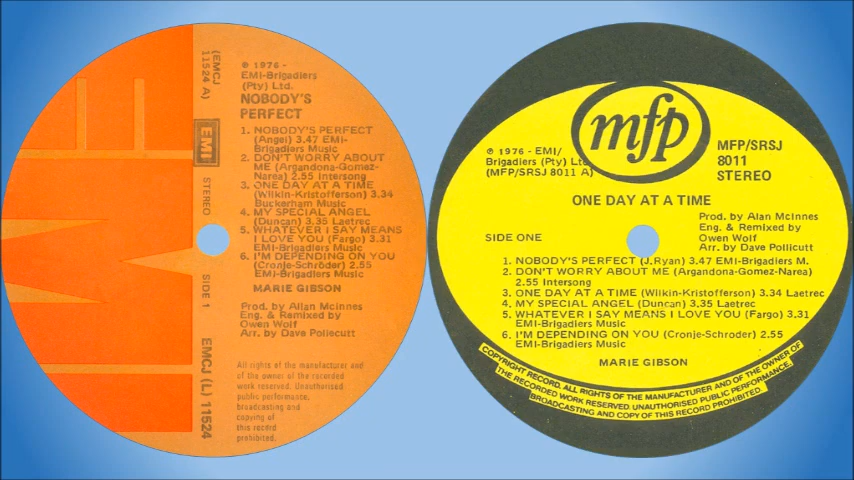 (EMCJ
11524 A)
EMI
STEREO
SIDE 1
EMCJ (L) 11524
℗ 1976 -
EMI-Brigadiers
(Pty) Ltd.
NOBODY'S
PERFECT
1. NOBODY'S PERFECT
(Angel) 3.47 EMI-
Brigadiers Music
2. DON'T WORRY ABOUT
ME (Argandona-Gomez-
Narea) 2.55 Intersong
3. ONE DAY AT A TIME
(Wilkin-Kristofferson) 3.34
Buckerham Music
4. MY SPECIAL ANGEL
(Duncan) 3.35 Laetrec
5. WHATEVER I SAY MEANS
I LOVE YOU (Fargo) 3.31
EMI-Brigadiers Music
6. I'M DEPENDING ON YOU
(Cronje-Schröder) 2.55
EMI-Brigadiers Music
MARIE GIBSON
Prod. by Allan McInnes
Eng. & Remixed by
Owen Wolf
Arr. by Dave Pollecutt
All rights of the manufacturer and
of the owner of the recorded
work reserved. Unauthorised
public performance,
broadcasting and
copying of
this record
prohibited.
mfp
℗ 1976 - EMI/
Brigadiers (Pty) Ltd
(MFP/SRSJ 8011 A)
MFP/SRSJ
8011
STEREO
ONE DAY AT A TIME
Prod. by Alan McInnes
Eng. & Remixed by
Owen Wolf
Arr. by Dave Pollicutt
SIDE ONE
1. NOBODY'S PERFECT (J.Ryan) 3.47 EMI-Brigadiers M.
2. DON'T WORRY ABOUT ME (Argandona-Gomez-Narea)
2.55 Intersong
3. ONE DAY AT A TIME (Wilkin-Kristofferson) 3.34 Laetrec
4. MY SPECIAL ANGEL (Duncan) 3.35 Laetrec
5. WHATEVER I SAY MEANS I LOVE YOU (Fargo) 3.31
EMI-Brigadiers Music
6. I'M DEPENDING ON YOU (Cronje-Schroder) 2.55
EMI-Brigadiers Music
MARIE GIBSON
COPYRIGHT RECORD. ALL RIGHTS OF THE MANUFACTURER AND OF THE OWNER OF
THE RECORDED WORK RESERVED. UNAUTHORISED PUBLIC PERFORMANCE,
BROADCASTING AND COPY OF THIS RECORD PROHIBITED